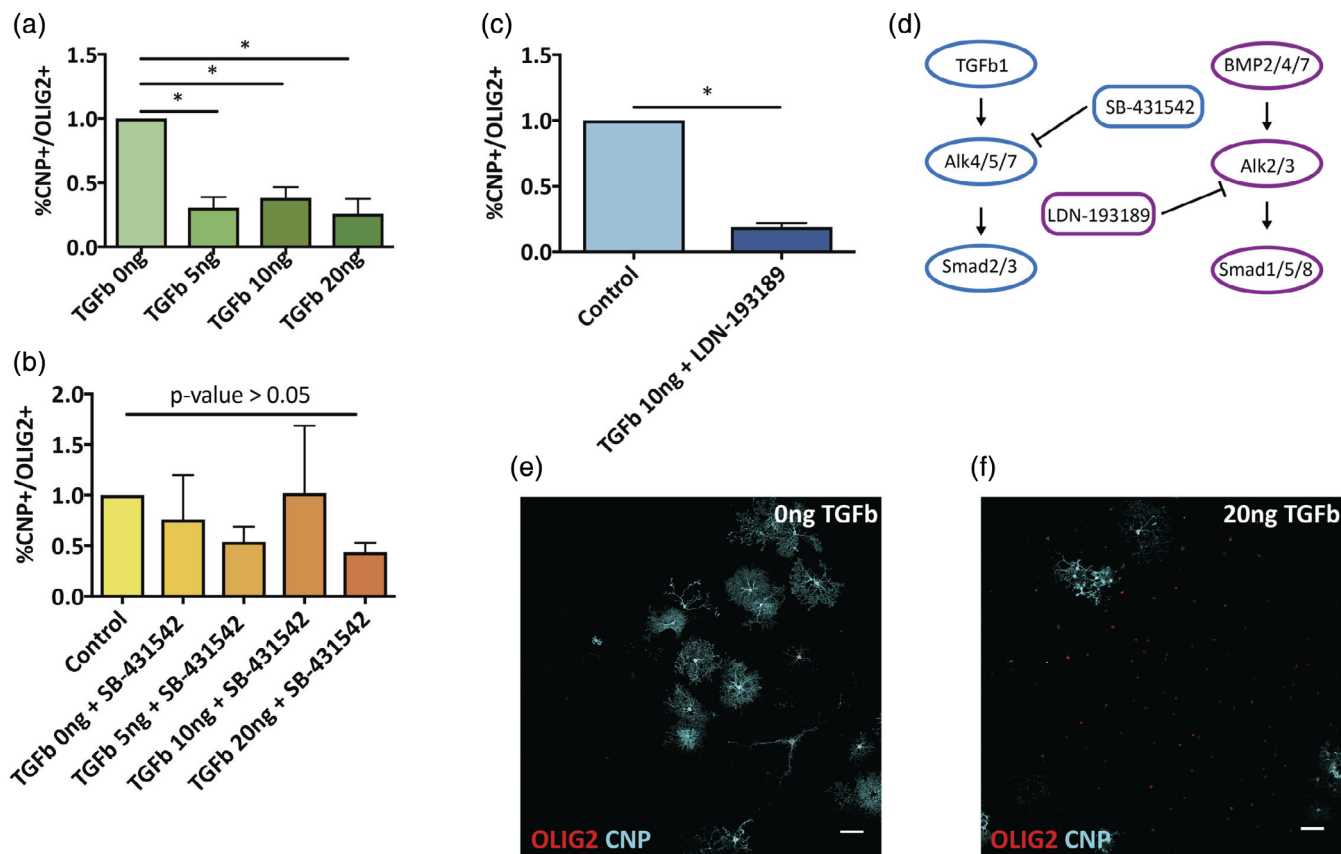 (a)
%CNP+/OLIG2+
1.5
1.0
0.5
0.0
*
*
*
TGFb 0ng
TGFb 5ng
TGFb 10ng
TGFb 20ng
(b)
%CNP+/OLIG2+
2.0
1.5
1.0
0.5
0.0
p-value > 0.05
Control
TGFb 0ng + SB-431542
TGFb 5ng + SB-431542
TGFb 10ng + SB-431542
TGFb 20ng + SB-431542
(c)
%CNP+/OLIG2+
1.5
1.0
0.5
0.0
*
Control
TGFb 10ng + LDN-193189
(d)
TGFb1
BMP2/4/7
SB-431542
Alk4/5/7
Alk2/3
LDN-193189
Smad2/3
Smad1/5/8
(e)
0ng TGFb
OLIG2 CNP
(f)
20ng TGFb
OLIG2 CNP